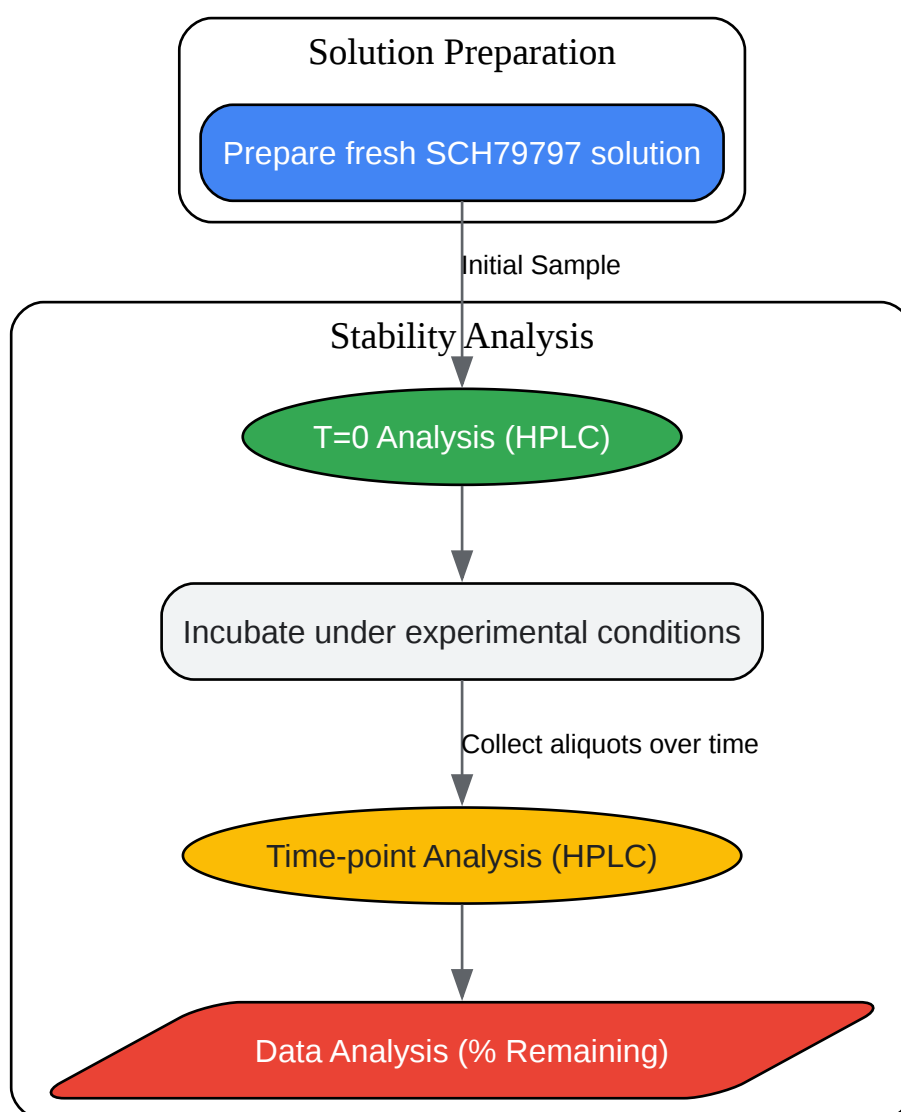 Solution Preparation
Prepare fresh SCH79797 solution
Initial Sample
Stability Analysis
T=0 Analysis (HPLC)
Incubate under experimental conditions
Collect aliquots over time
Time-point Analysis (HPLC)
Data Analysis (% Remaining)